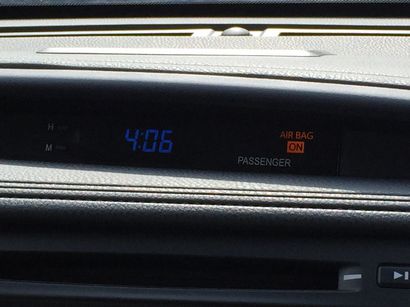 H
4:06
AIR BAG
ON
M
PASSENGER